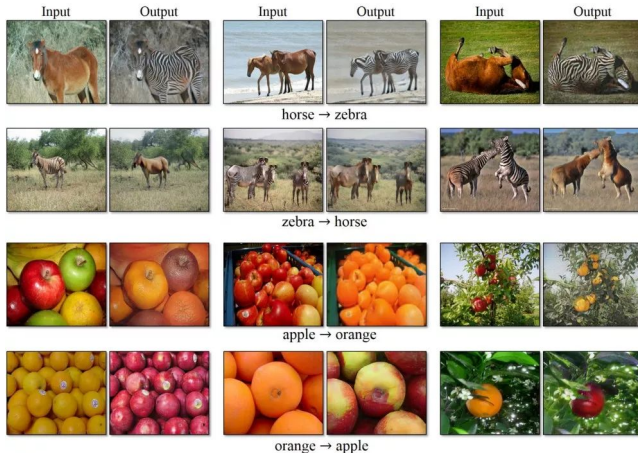 Input Output Input Output Input Output
horse → zebra
zebra → horse
apple → orange
orange → apple